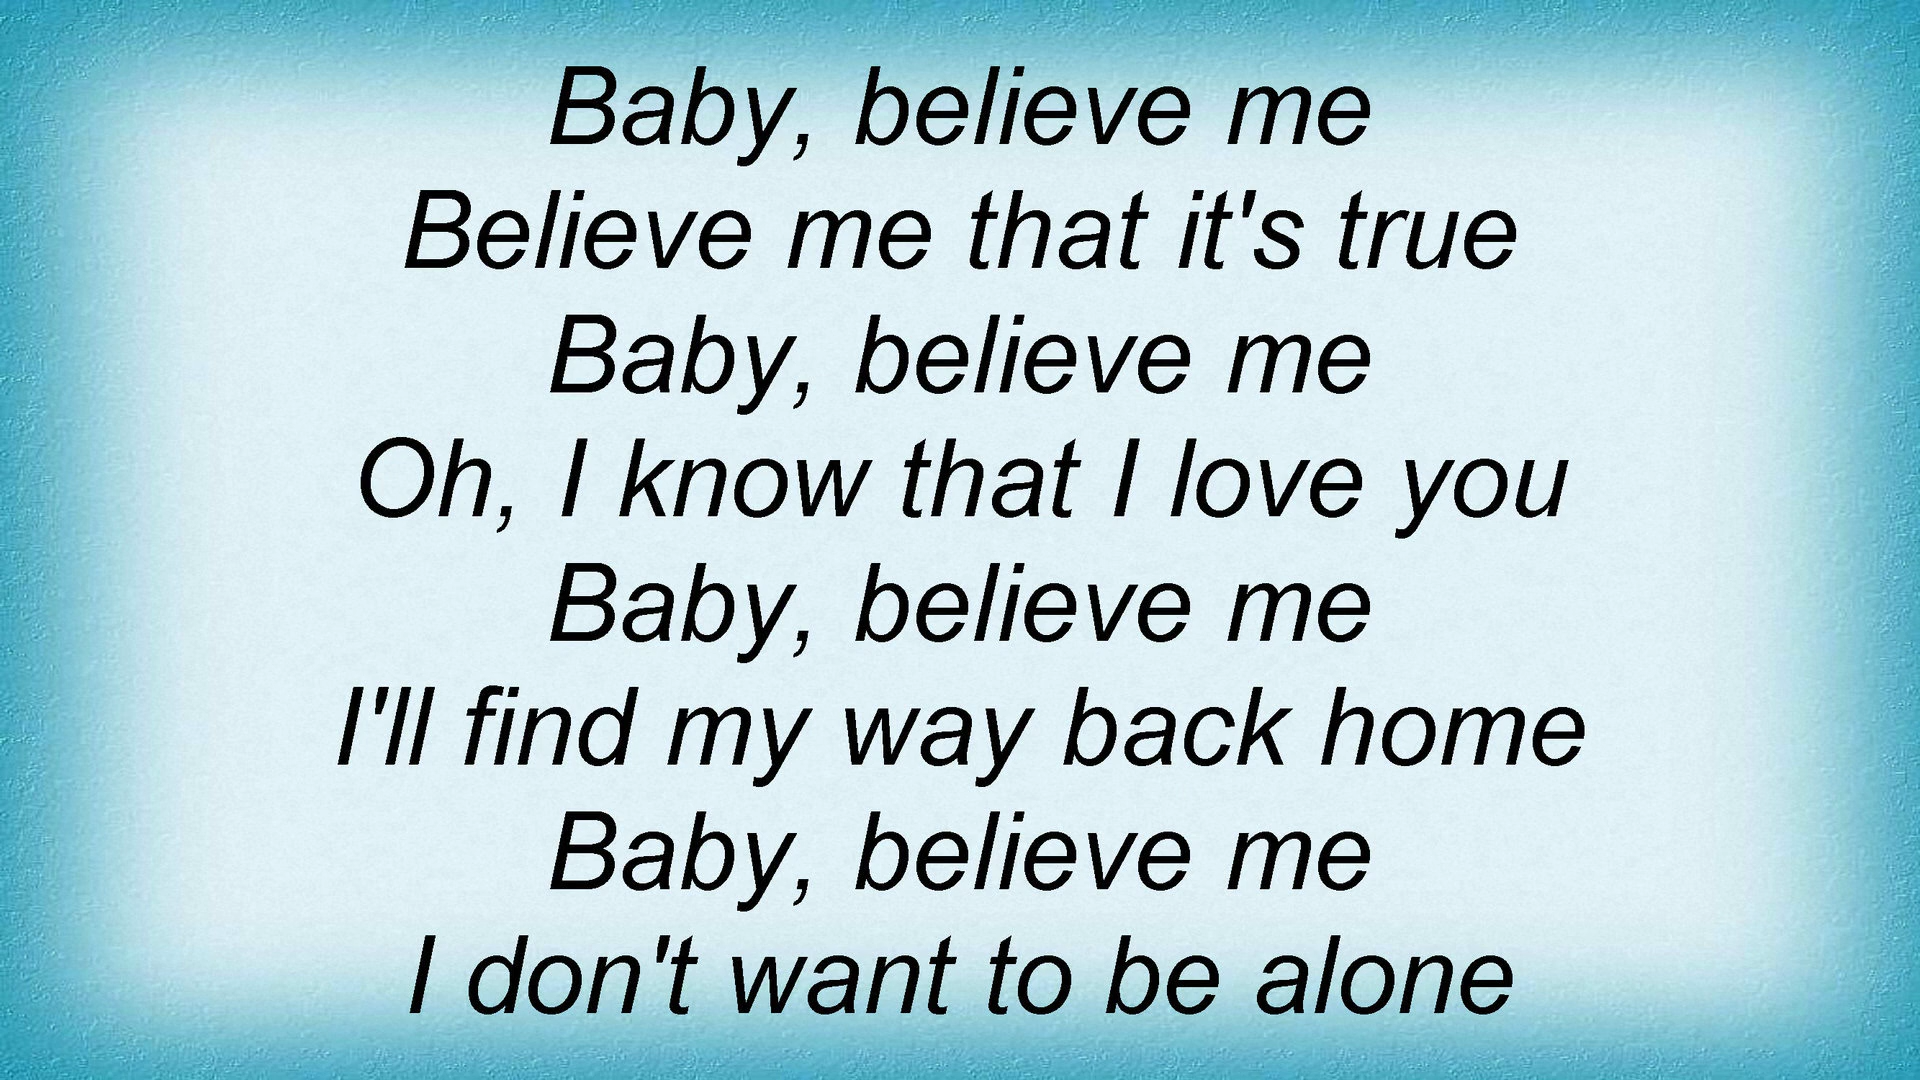 Baby, believe me
Believe me that it's true
Baby, believe me
Oh, I know that I love you
Baby, believe me
I'll find my way back home
Baby, believe me
I don't want to be alone